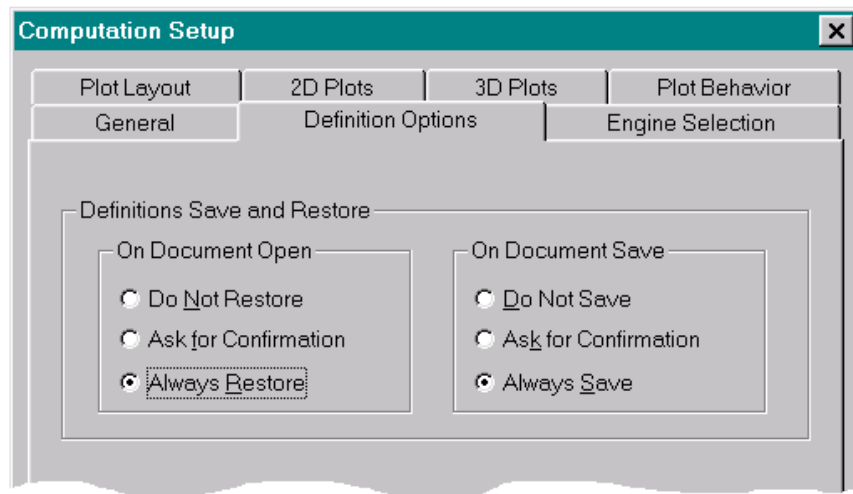 Computation Setup
Plot Layout
2D Plots
3D Plots
Plot Behavior
General
Definition Options
Engine Selection
Definitions Save and Restore
On Document Open
Do Not Restore
Ask for Confirmation
Always Restore
On Document Save
Do Not Save
Ask for Confirmation
Always Save